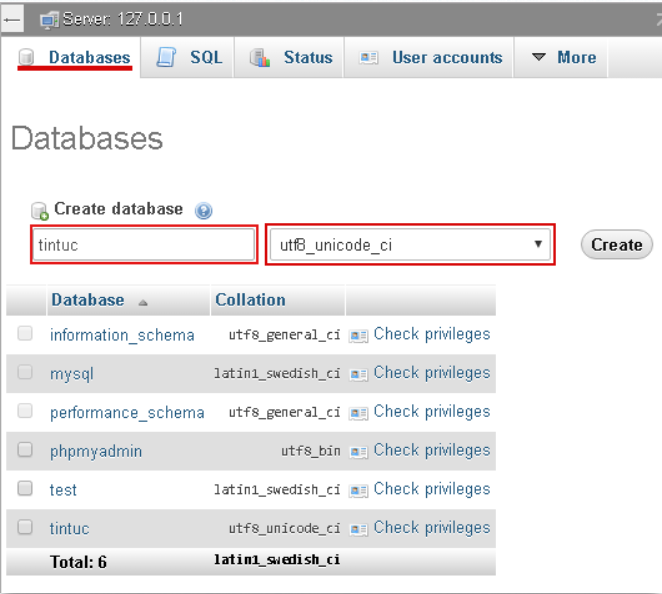 Server: 127.0.0.1
Databases SQL Status User accounts More
Databases
Create database
tintuc utf8_unicode_ci Create
Database Collation
information_schema utf8_general_ci Check privileges
mysql latin1_swedish_ci Check privileges
performance_schema utf8_general_ci Check privileges
phpmyadmin utf8_bin Check privileges
test latin1_swedish_ci Check privileges
tintuc utf8_unicode_ci Check privileges
Total: 6 latin1_swedish_ci